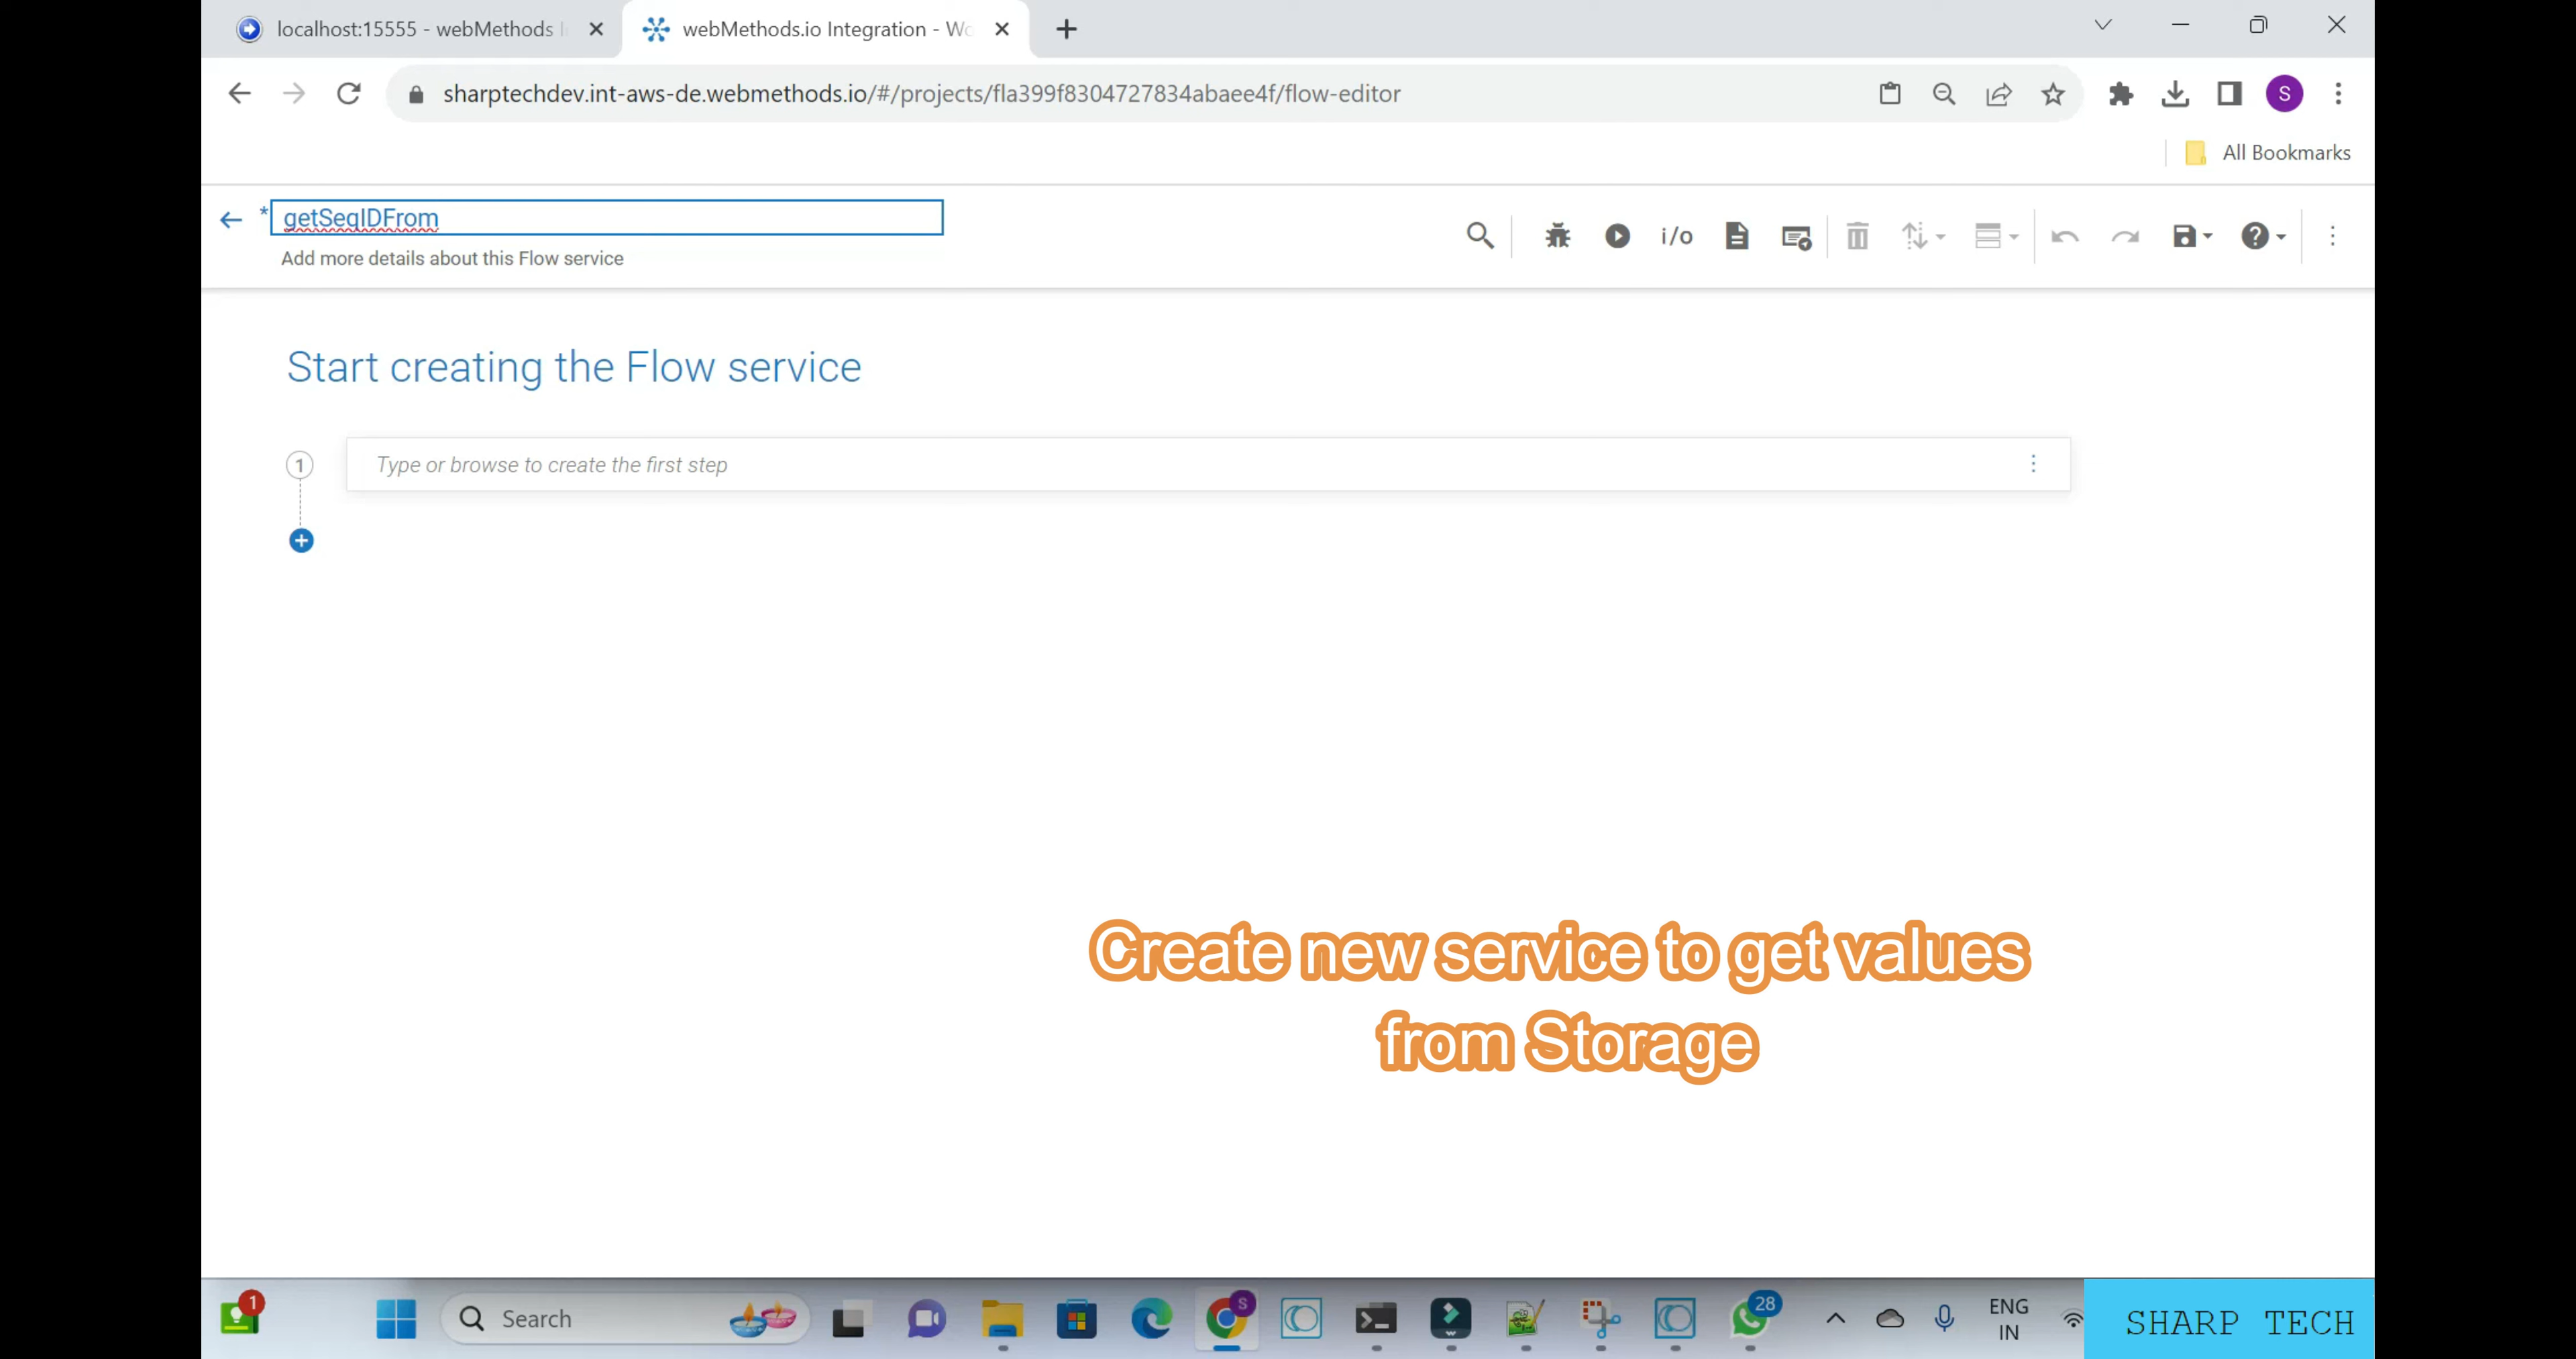 localhost:15555 - webMethods I
webMethods.io Integration - Wo
sharptechdev.int-aws-de.webmethods.io/#/projects/fla399f8304727834abaee4f/flow-editor
S
All Bookmarks
* getSeqIDFrom
i/o
Add more details about this Flow service
Start creating the Flow service
1 Type or browse to create the first step
Create new service to get values
from Storage
1
Search
S
28
ENG
IN
SHARP TECH